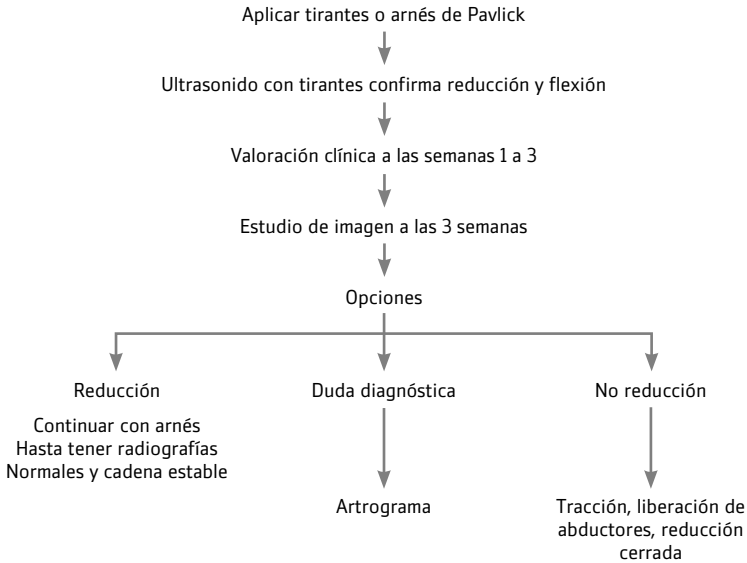 Aplicar tirantes o arnés de Pavlick
Ultrasonido con tirantes confirma reducción y flexión
Valoración clínica a las semanas 1 a 3
Estudio de imagen a las 3 semanas
Opciones
Reducción
Continuar con arnés
Hasta tener radiografías
Normales y cadena estable
Duda diagnóstica
Artrograma
No reducción
Tracción, liberación de
abductores, reducción
cerrada